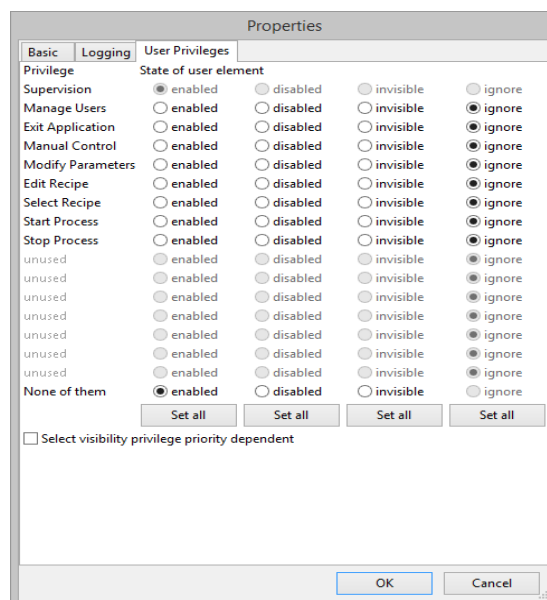 Properties
Basic Logging User Privileges
Privilege State of user element
Supervision enabled disabled invisible ignore
Manage Users enabled disabled invisible ignore
Exit Application enabled disabled invisible ignore
Manual Control enabled disabled invisible ignore
Modify Parameters enabled disabled invisible ignore
Edit Recipe enabled disabled invisible ignore
Select Recipe enabled disabled invisible ignore
Start Process enabled disabled invisible ignore
Stop Process enabled disabled invisible ignore
unused enabled disabled invisible ignore
unused enabled disabled invisible ignore
unused enabled disabled invisible ignore
unused enabled disabled invisible ignore
unused enabled disabled invisible ignore
unused enabled disabled invisible ignore
unused enabled disabled invisible ignore
None of them enabled disabled invisible ignore
Set all Set all Set all Set all
Select visibility privilege priority dependent
OK Cancel